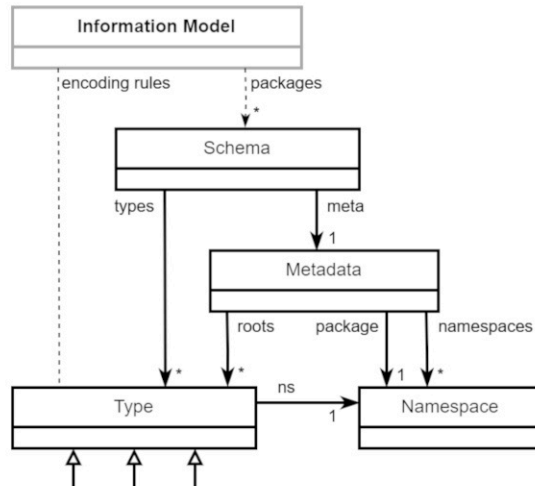 Information Model
encoding rules
packages
*
Schema
types
meta
1
Metadata
roots
package
namespaces
*
*
1
*
Type
ns
1
Namespace